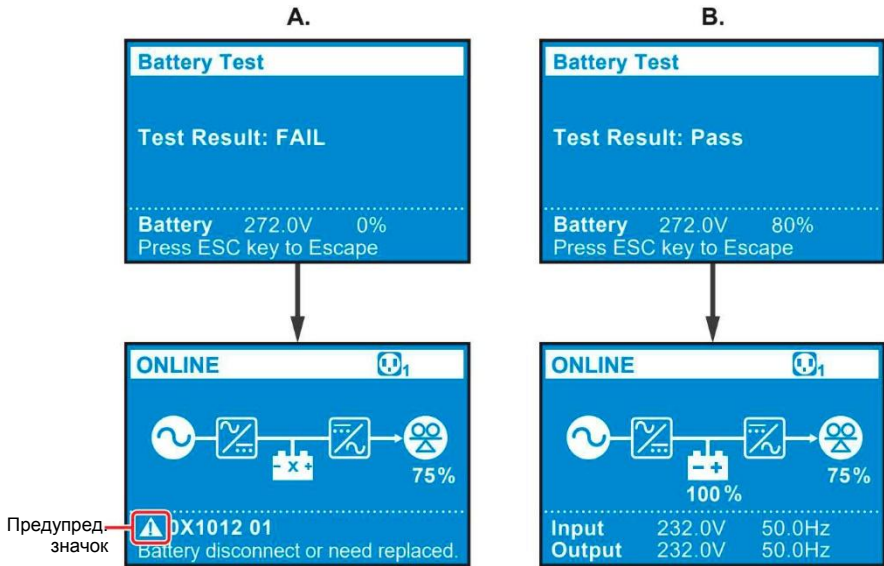 A.
Battery Test
Test Result: FAIL
Battery 272.0V 0%
Press ESC key to Escape
ONLINE 1
- x +
75%
0X1012 01
Battery disconnect or need replaced.
Предупред.
значок
B.
Battery Test
Test Result: Pass
Battery 272.0V 80%
Press ESC key to Escape
ONLINE 1
- +
75%
100 %
Input 232.0V 50.0Hz
Output 232.0V 50.0Hz